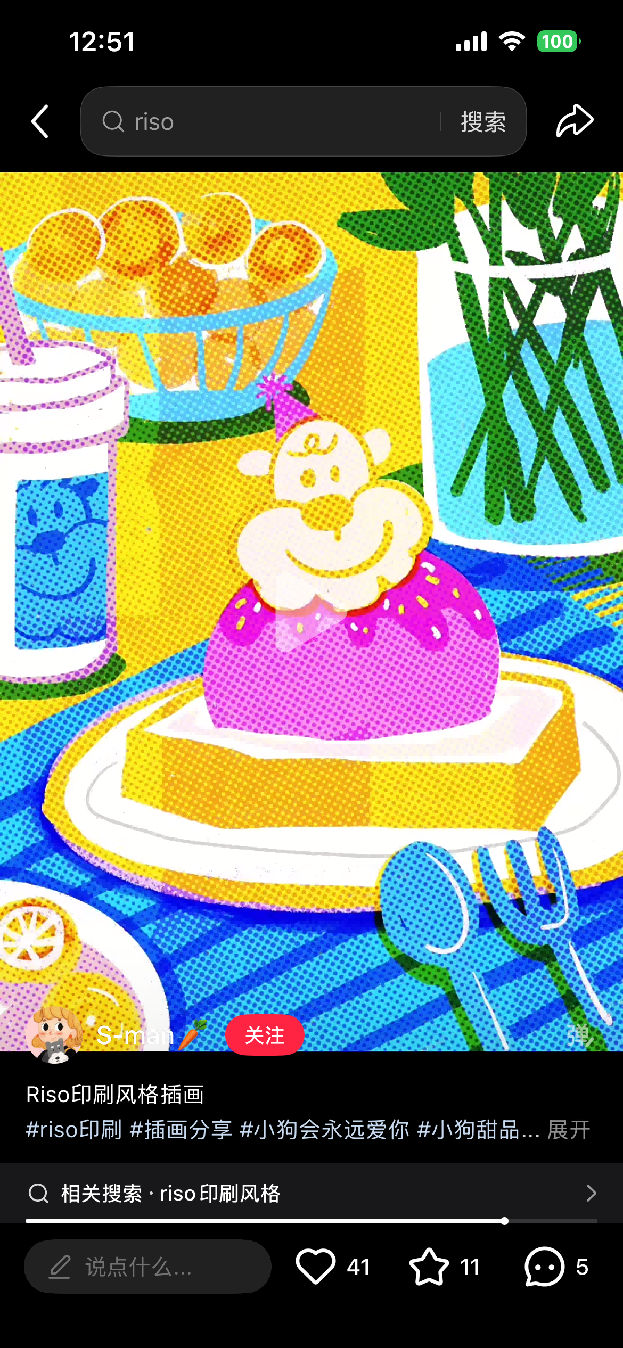 12:51
100
riso
搜索
S-man🥕
关注
弹
Riso印刷风格插画
#riso印刷 #插画分享 #小狗会永远爱你 #小狗甜品... 展开
相关搜索 · riso印刷风格
说点什么...
41
11
5